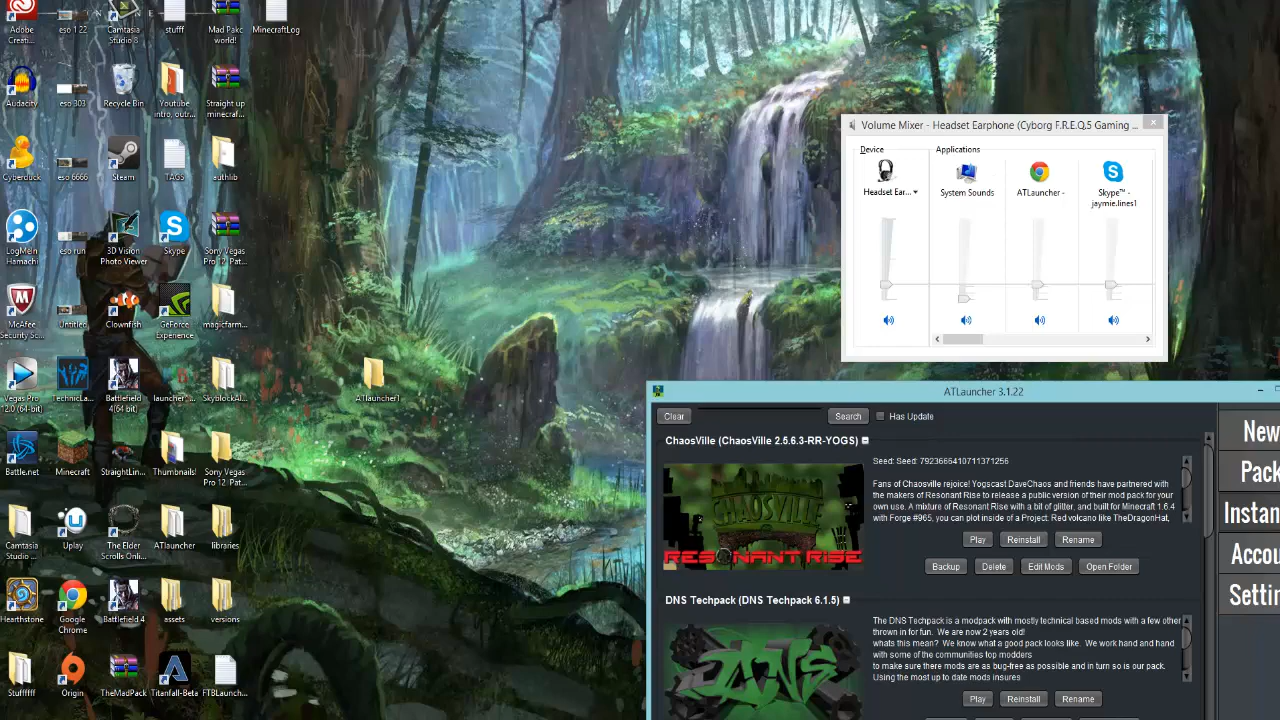 Adobe Creati...
eso 1 22
Camtasia Studio 8
stufff
Mad Pakc world!
MinecraftLog
Audacity
eso 303
Recycle Bin
Youtube intro, outr...
Straight up minecraf...
Cyberduck
eso 6666
Steam
TAGS
authlib
LogMeIn Hamachi
eso run
3D Vision Photo Viewer
Skype
Sony Vegas Pro 12 Pat...
McAfee Security Sc...
Untitled
Clownfish
GeForce Experience
magicfarm...
Vegas Pro 12.0 (64-bit)
TechnicLa...
Battlefield 4(64 bit)
launcher^...
SkyblockAl...
ATlauncher1
Battle.net
Minecraft
StraightLin...
Thumbnails!
Sony Vegas Pro 12 Pat...
Camtasia Studio ...
Uplay
The Elder Scrolls Onli...
ATlauncher
libraries
Hearthstone
Google Chrome
Battlefield 4
assets
versions
Stufffff
Origin
TheMadPack
Titanfall-Beta
FTBLaunch...
Volume Mixer - Headset Earphone (Cyborg F.R.E.Q.5 Gaming ...
Device
Applications
Headset Ear...
System Sounds
ATLauncher -
Skype™ - jaymie.lines1
ATLauncher 3.1.22
Clear
Search
Has Update
ChaosVille (ChaosVille 2.5.6.3-RR-YOGS)
CHAOSVILLE
RESONANT RISE
Seed: Seed: 7923666410711371256
Fans of Chaosville rejoice! Yogscast DaveChaos and friends have partnered with
the makers of Resonant Rise to release a public version of their mod pack for your
own use. A mixture of Resonant Rise with a bit of glitter, and built for Minecraft 1.6.4
with Forge #965, you can plot inside of a Project: Red volcano like TheDragonHat,
Play
Reinstall
Rename
Backup
Delete
Edit Mods
Open Folder
DNS Techpack (DNS Techpack 6.1.5)
DNS
The DNS Techpack is a modpack with mostly technical based mods with a few other
thrown in for fun. We are now 2 years old!
whats this mean? We know what a good pack looks like. We work hand and hand
with some of the communities top modders
to make sure there mods are as bug-free as possible and in turn so is our pack.
Using the most up to date mods insures
Play
Reinstall
Rename
New
Pack
Instan
Accou
Settin